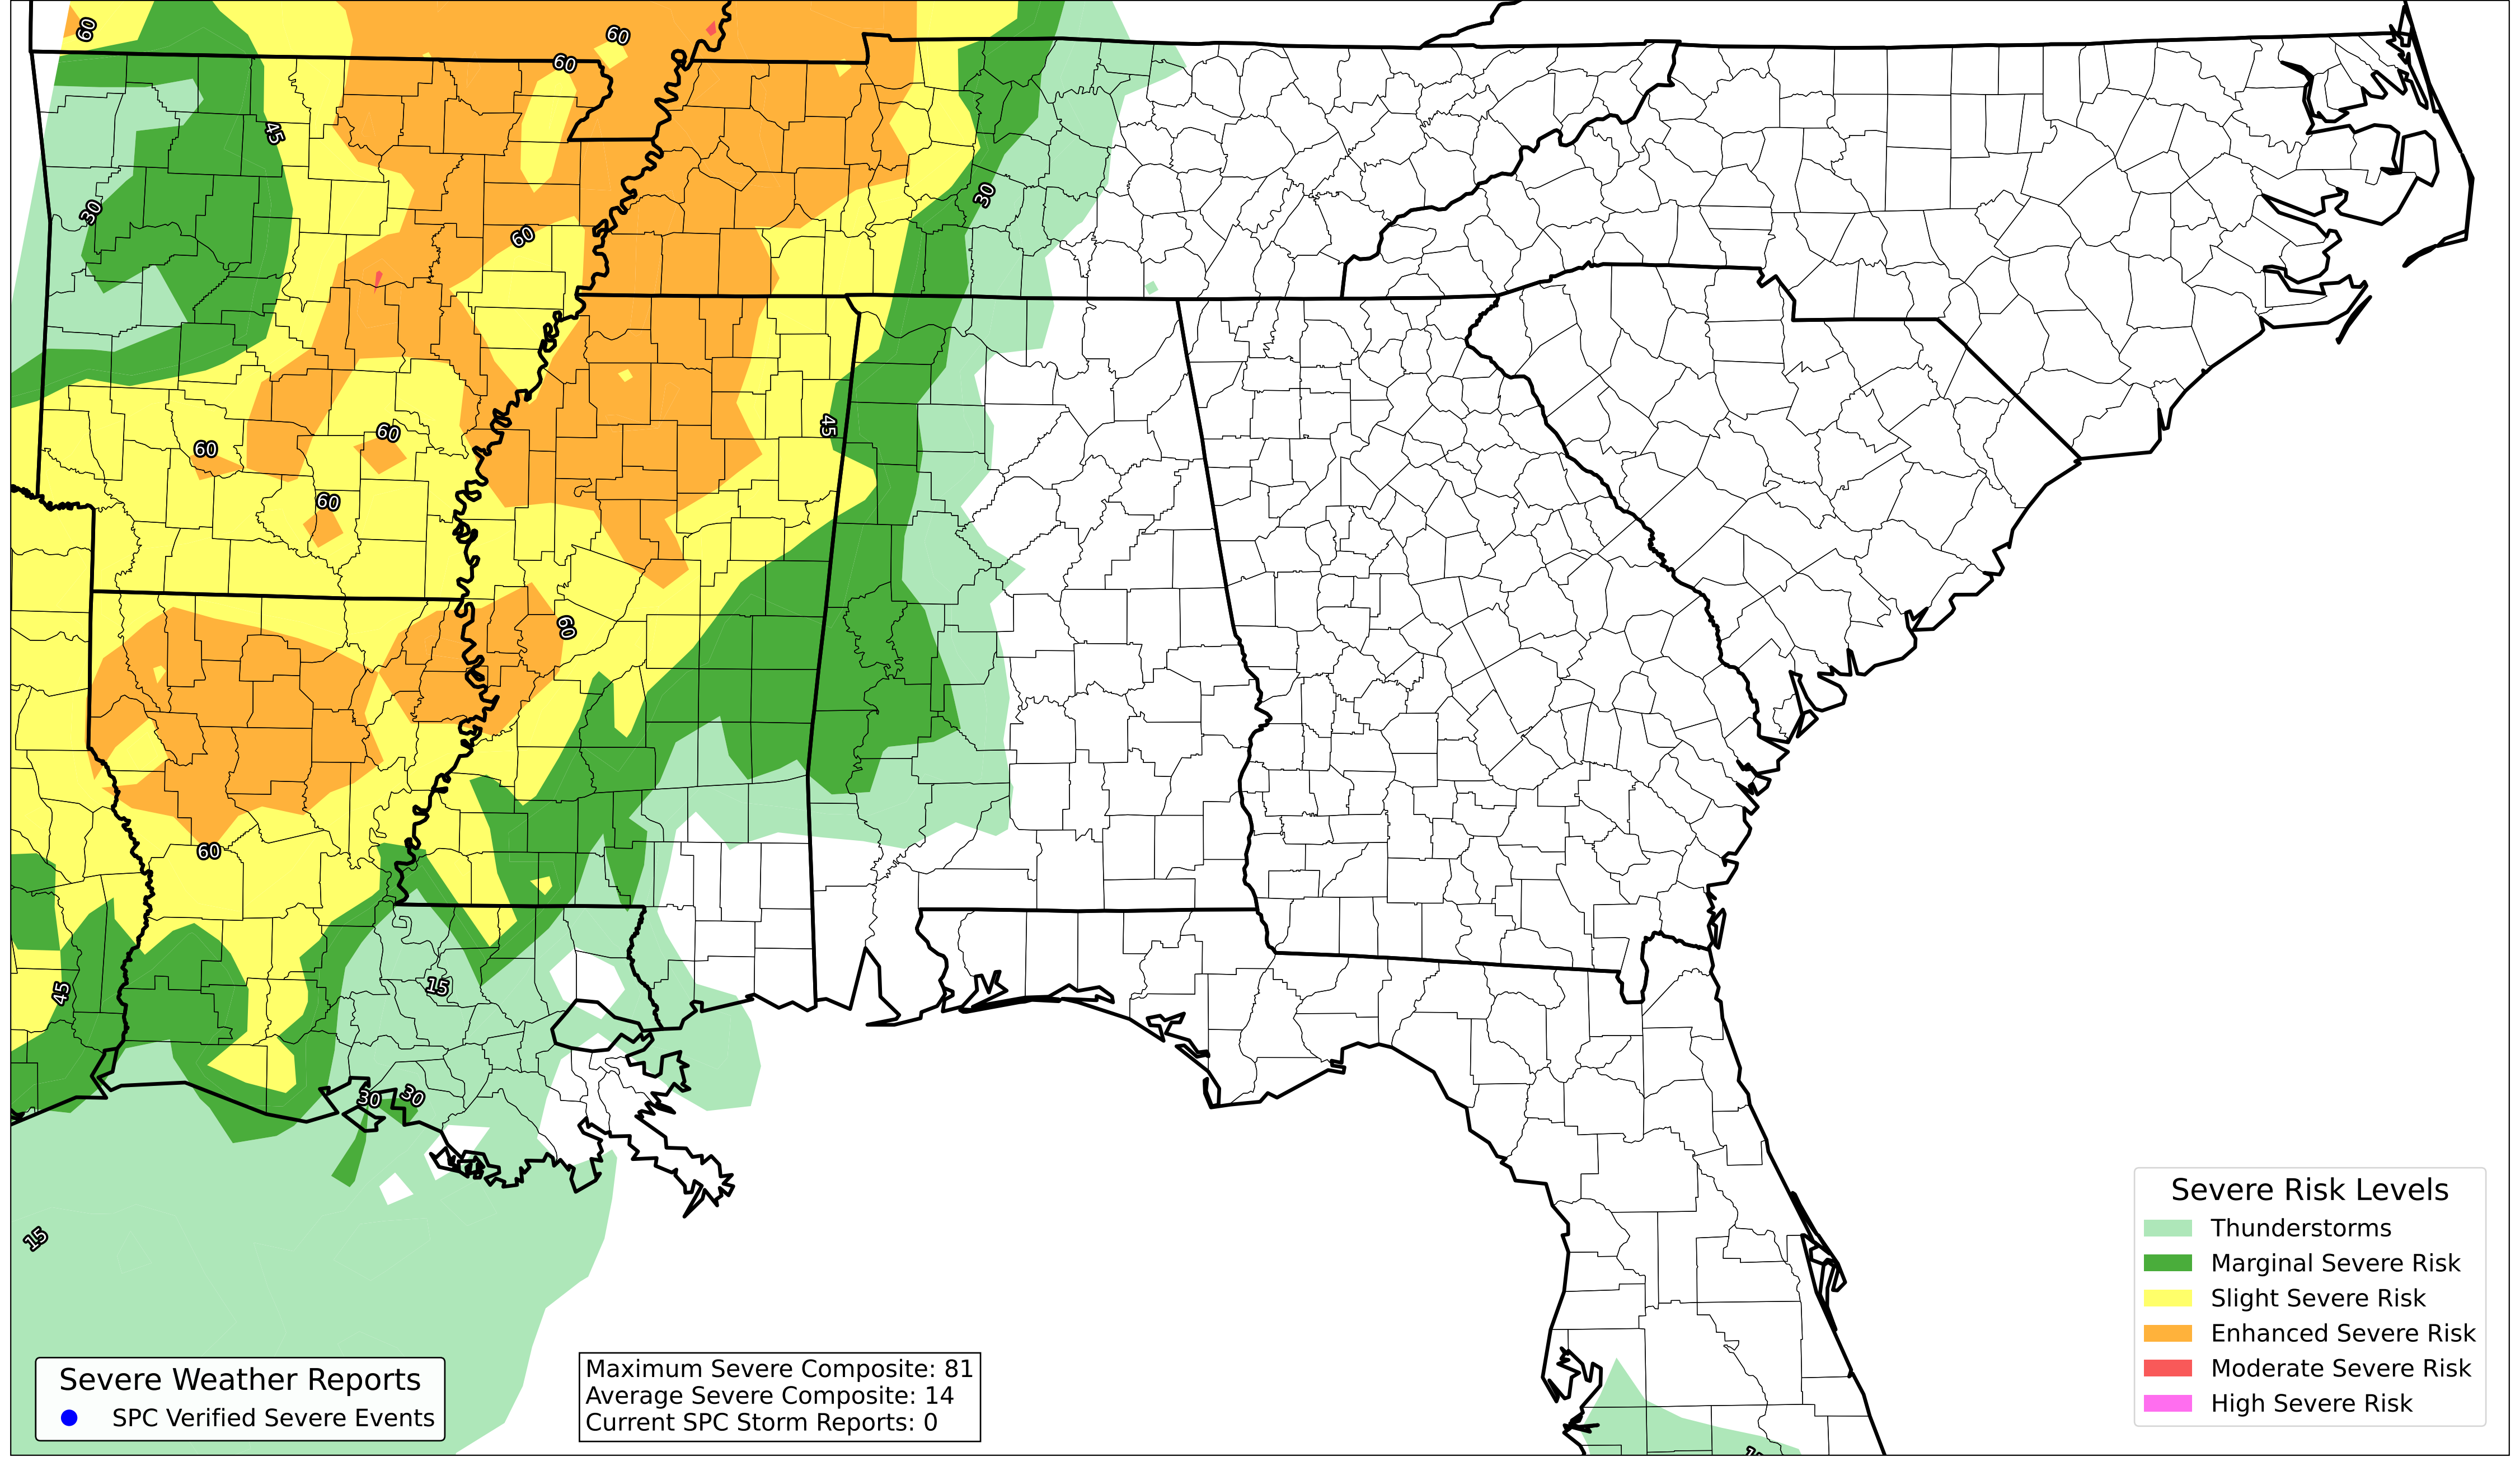 60
60
60
45
30
30
60
45
60
60
60
60
60
45
15
30
30
15
Severe Risk Levels
Thunderstorms
Marginal Severe Risk
Slight Severe Risk
Enhanced Severe Risk
Moderate Severe Risk
High Severe Risk
Severe Weather Reports
SPC Verified Severe Events
Maximum Severe Composite: 81
Average Severe Composite: 14
Current SPC Storm Reports: 0